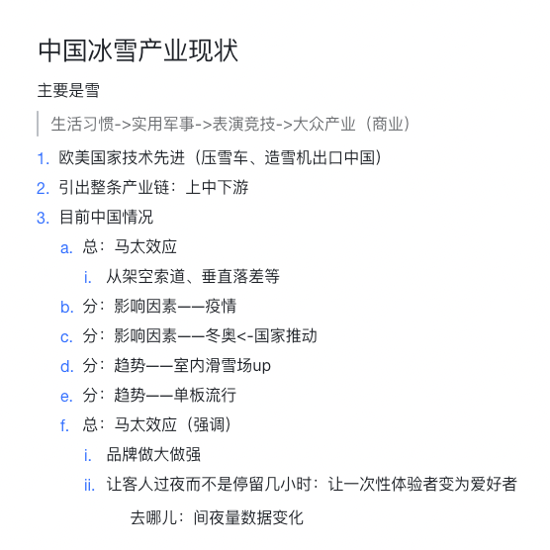 中国冰雪产业现状
主要是雪
生活习惯->实用军事->表演竞技->大众产业（商业）
1. 欧美国家技术先进（压雪车、造雪机出口中国）
2. 引出整条产业链：上中下游
3. 目前中国情况
a. 总：马太效应
i. 从架空索道、垂直落差等
b. 分：影响因素——疫情
c. 分：影响因素——冬奥<-国家推动
d. 分：趋势——室内滑雪场up
e. 分：趋势——单板流行
f. 总：马太效应（强调）
i. 品牌做大做强
ii. 让客人过夜而不是停留几小时：让一次性体验者变为爱好者
去哪儿：间夜量数据变化